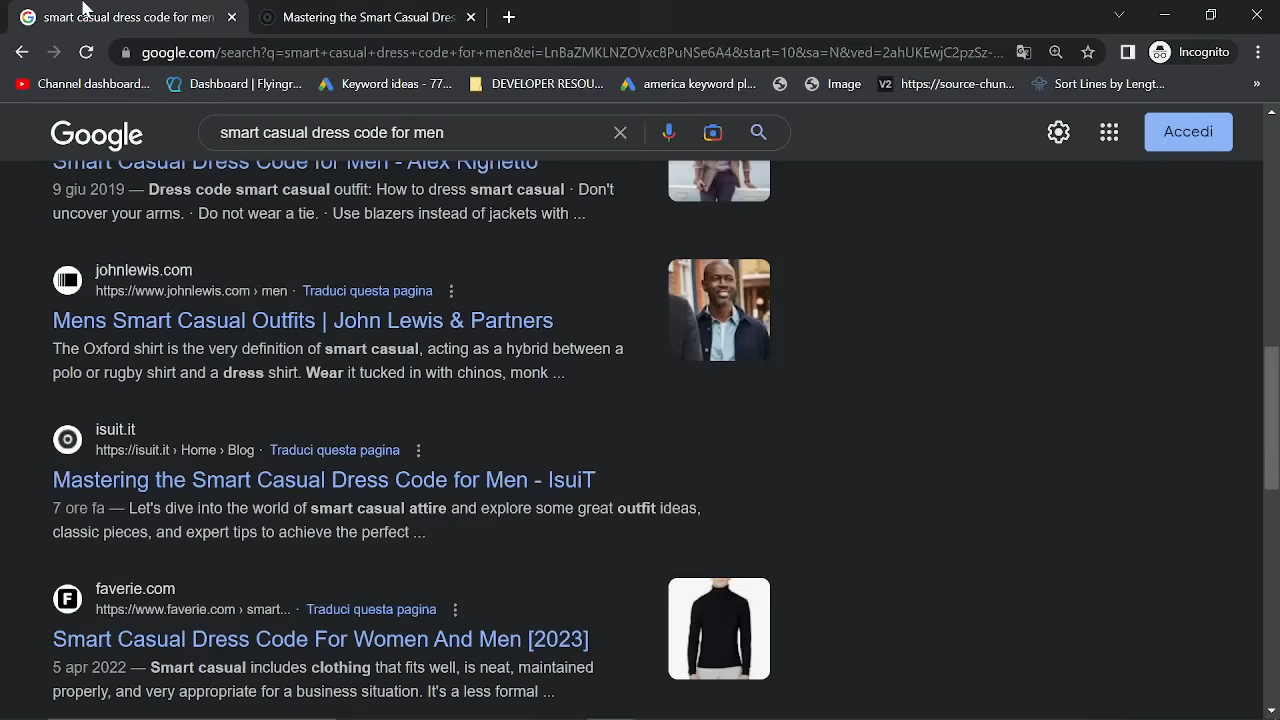 smart casual dress code for men
Mastering the Smart Casual Dres
google.com/search?q=smart+casual+dress+code+for+men&ei=LnBaZMKLNZOVxc8PuNSe6A4&start=10&sa=N&ved=2ahUKEwjC2pzSz-...
Incognito
Channel dashboard...
Dashboard | Flyingr...
Keyword ideas - 77...
DEVELOPER RESOU...
america keyword pl...
Image
V2 https://source-chun...
Sort Lines by Lengt...
»
Google
smart casual dress code for men
Accedi
Smart Casual Dress Code for Men - Alex Righetto
9 giu 2019 — Dress code smart casual outfit: How to dress smart casual · Don't
uncover your arms. · Do not wear a tie. · Use blazers instead of jackets with ...
johnlewis.com
https://www.johnlewis.com › men · Traduci questa pagina
Mens Smart Casual Outfits | John Lewis & Partners
The Oxford shirt is the very definition of smart casual, acting as a hybrid between a
polo or rugby shirt and a dress shirt. Wear it tucked in with chinos, monk ...
isuit.it
https://isuit.it › Home › Blog · Traduci questa pagina
Mastering the Smart Casual Dress Code for Men - IsuiT
7 ore fa — Let's dive into the world of smart casual attire and explore some great outfit ideas,
classic pieces, and expert tips to achieve the perfect ...
F
faverie.com
https://www.faverie.com › smart... · Traduci questa pagina
Smart Casual Dress Code For Women And Men [2023]
5 apr 2022 — Smart casual includes clothing that fits well, is neat, maintained
properly, and very appropriate for a business situation. It's a less formal ...